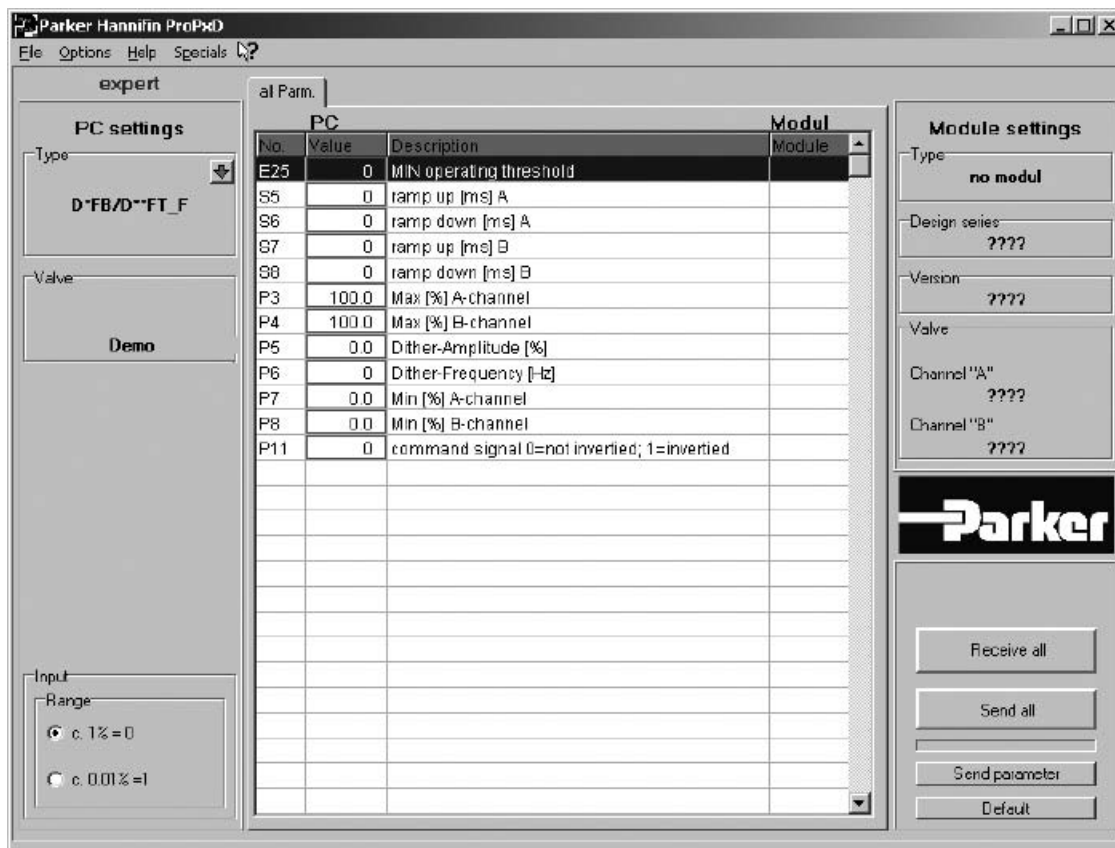 Parker Hannifin ProPxD
File Options Help Specials
expert
PC settings
Type
D*FB/D**FT_F
Valve
Demo
Input
Range
c. 1% = 0
c. 0.01% =1
all Parm.
PC Modul
No. Value Description Module
E25 0 MIN operating threshold
S5 0 ramp up [ms] A
S6 0 ramp down [ms] A
S7 0 ramp up [ms] B
S8 0 ramp down [ms] B
P3 100.0 Max [%] A-channel
P4 100.0 Max [%] B-channel
P5 0.0 Dither-Amplitude [%]
P6 0 Dither-Frequency [Hz]
P7 0.0 Min [%] A-channel
P8 0.0 Min [%] B-channel
P11 0 command signal 0=not invertied; 1=invertied
Module settings
Type
no modul
Design series
????
Version
????
Valve
Channel "A"
????
Channel "B"
????
Parker
Receive all
Send all
Send parameter
Default